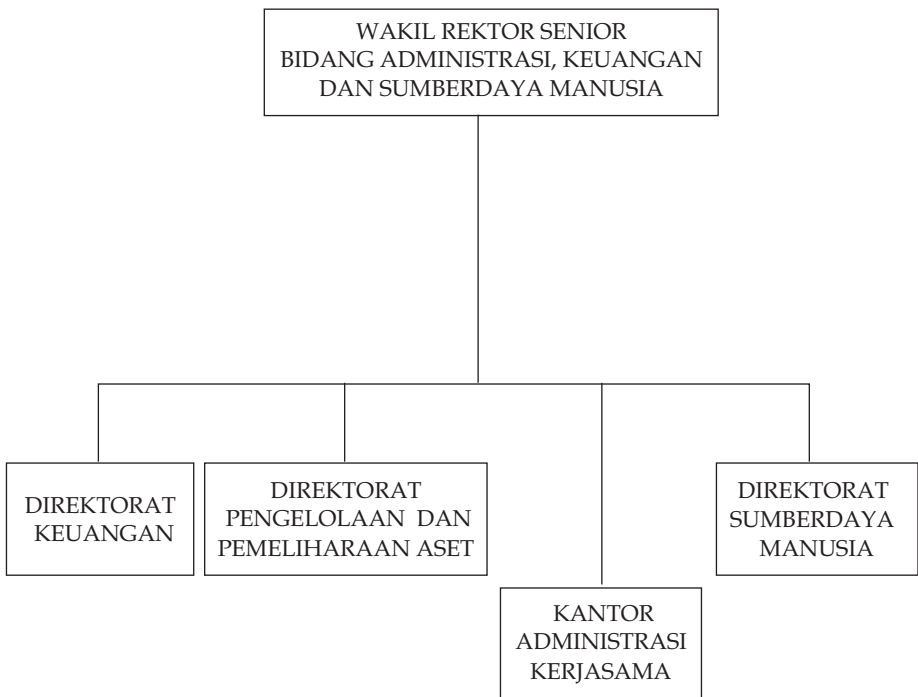 WAKIL REKTOR SENIOR
BIDANG ADMINISTRASI, KEUANGAN
DAN SUMBERDAYA MANUSIA
DIREKTORAT
KEUANGAN
DIREKTORAT
PENGELOLAAN DAN
PEMELIHARAAN ASET
DIREKTORAT
SUMBERDAYA
MANUSIA
KANTOR
ADMINISTRASI
KERJASAMA